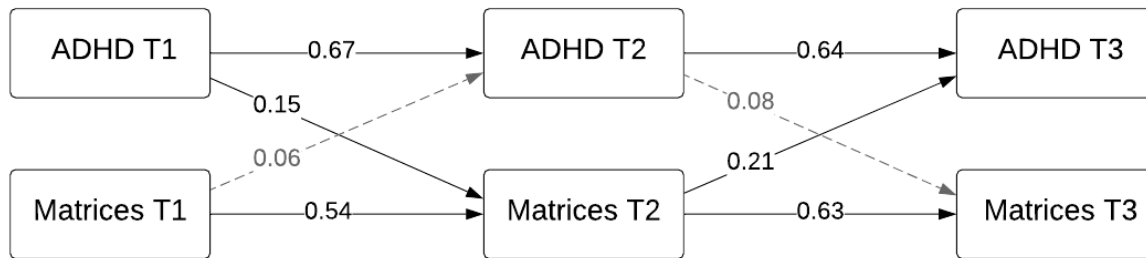 ADHD T1
0.67
ADHD T2
0.64
ADHD T3
0.15
0.08
0.06
0.21
Matrices T1
0.54
Matrices T2
0.63
Matrices T3